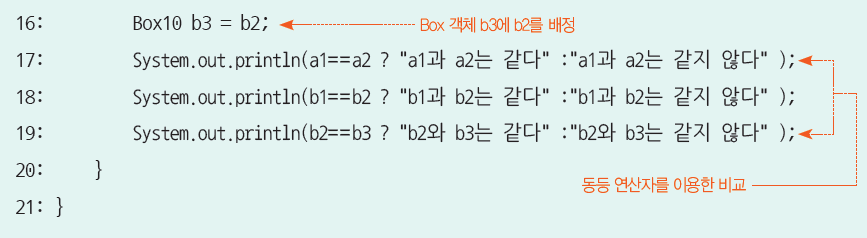 16: Box10 b3 = b2; Box 객체 b3에 b2를 배정
17: System.out.println(a1==a2 ? "a1과 a2는 같다" :"a1과 a2는 같지 않다" );
18: System.out.println(b1==b2 ? "b1과 b2는 같다" :"b1과 b2는 같지 않다" );
19: System.out.println(b2==b3 ? "b2와 b3는 같다" :"b2와 b3는 같지 않다" );
20: }
동등 연산자를 이용한 비교
21: }